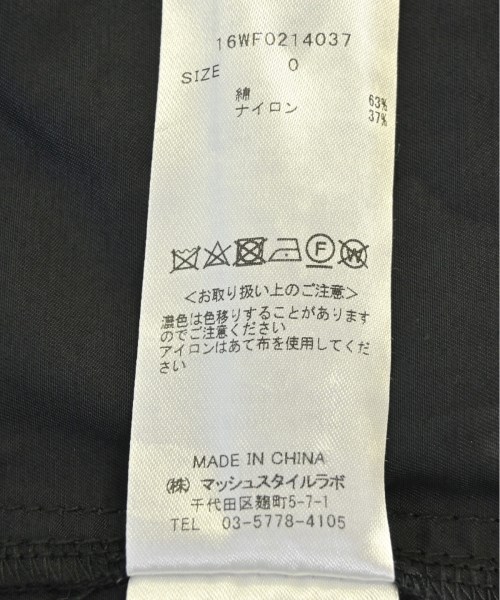 16WF0214037
SIZE 0
綿 63%
ナイロン 37%
F W
<お取り扱い上のご注意>
濃色は色移りすることがあります
のでご注意ください
アイロンはあて布を使用してくだ
さい
MADE IN CHINA
(株) マッシュスタイルラボ
千代田区麹町5-7-1
TEL 03-5778-4105